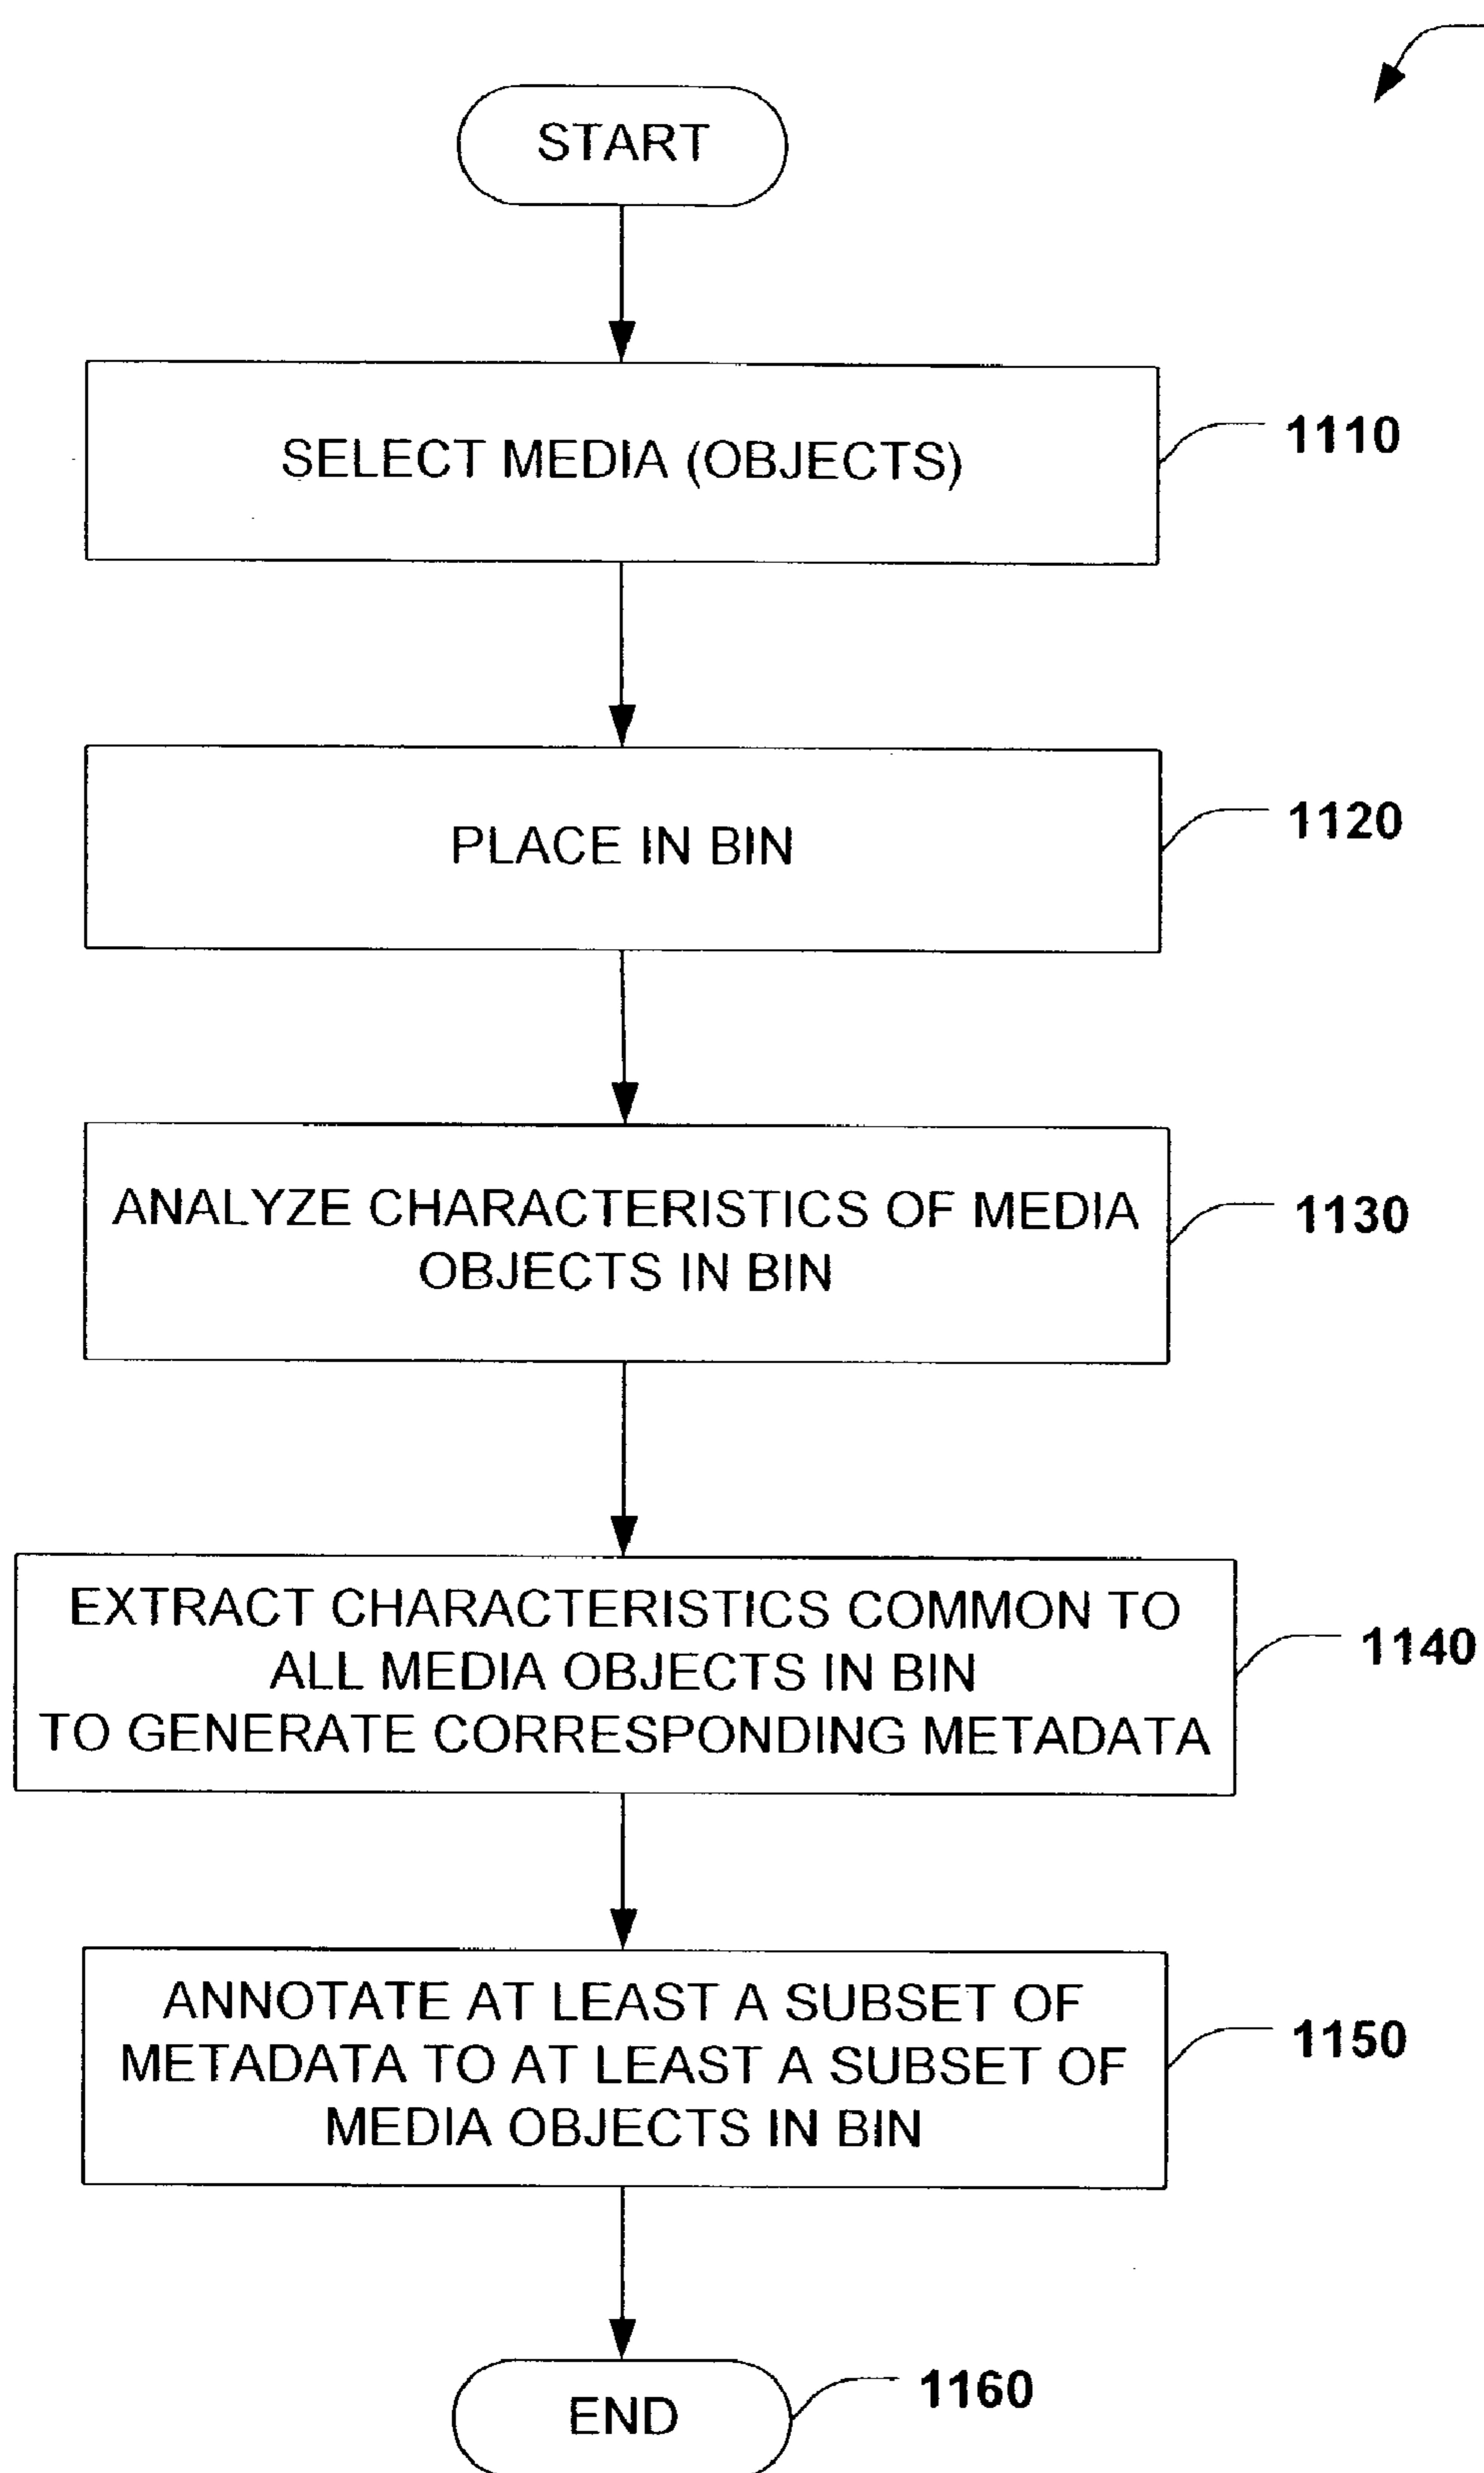 START
SELECT MEDIA (OBJECTS)
1110
PLACE IN BIN
1120
ANALYZE CHARACTERISTICS OF MEDIA
OBJECTS IN BIN
1130
EXTRACT CHARACTERISTICS COMMON TO
ALL MEDIA OBJECTS IN BIN
TO GENERATE CORRESPONDING METADATA
1140
ANNOTATE AT LEAST A SUBSET OF
METADATA TO AT LEAST A SUBSET OF
MEDIA OBJECTS IN BIN
1150
END
1160